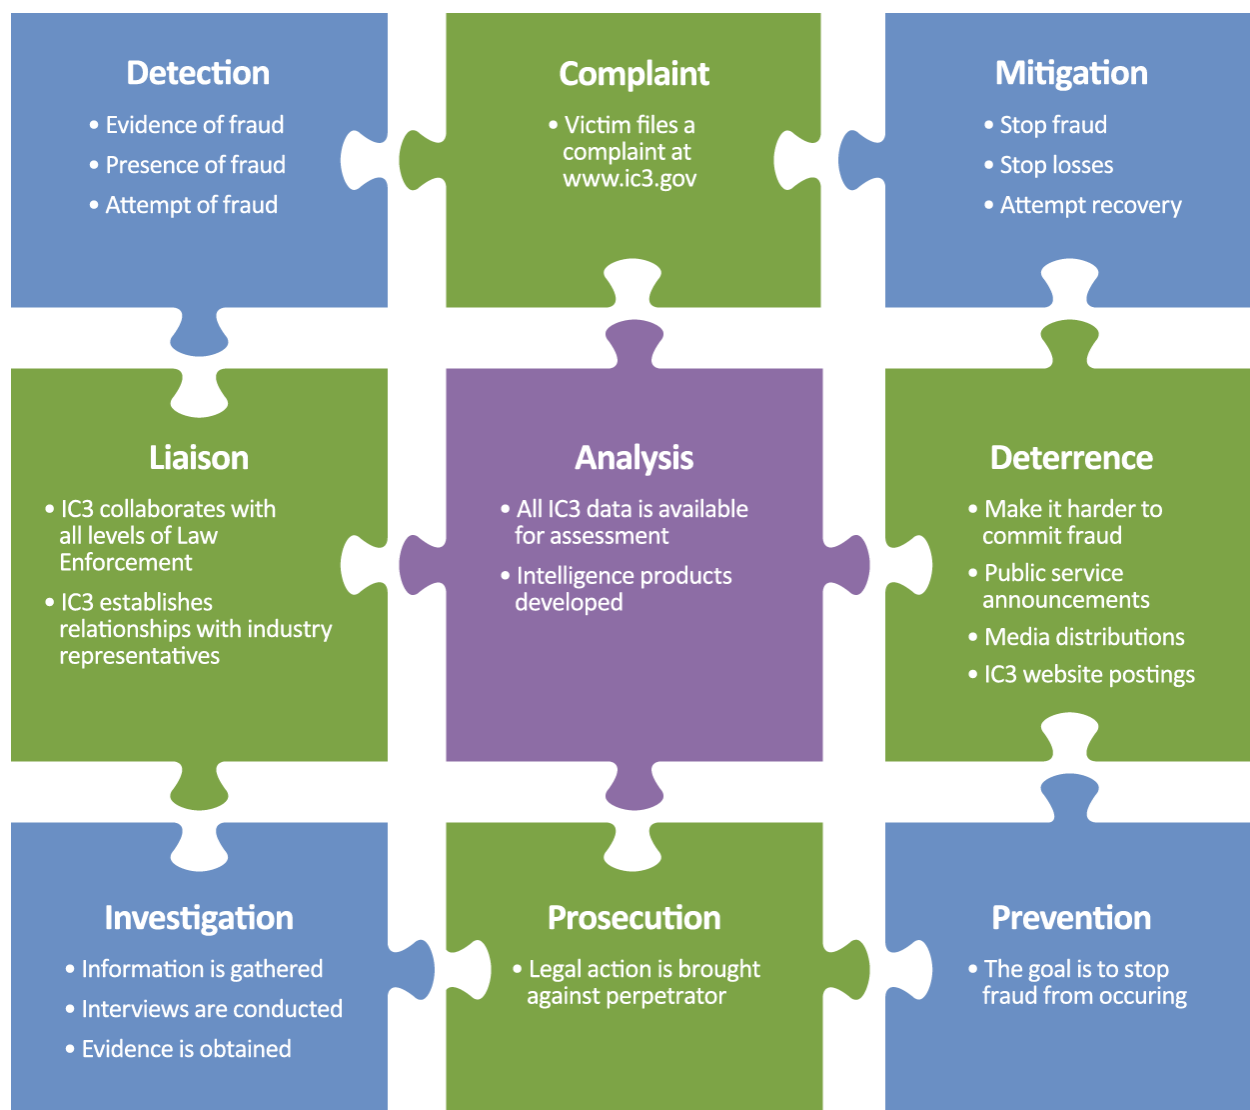 Detection
• Evidence of fraud
• Presence of fraud
• Attempt of fraud
Complaint
• Victim files a
complaint at
www.ic3.gov
Mitigation
• Stop fraud
• Stop losses
• Attempt recovery
Liaison
• IC3 collaborates with
all levels of Law
Enforcement
• IC3 establishes
relationships with industry
representatives
Analysis
• All IC3 data is available
for assessment
• Intelligence products
developed
Deterrence
• Make it harder to
commit fraud
• Public service
announcements
• Media distributions
• IC3 website postings
Investigation
• Information is gathered
• Interviews are conducted
• Evidence is obtained
Prosecution
• Legal action is brought
against perpetrator
Prevention
• The goal is to stop
fraud from occuring